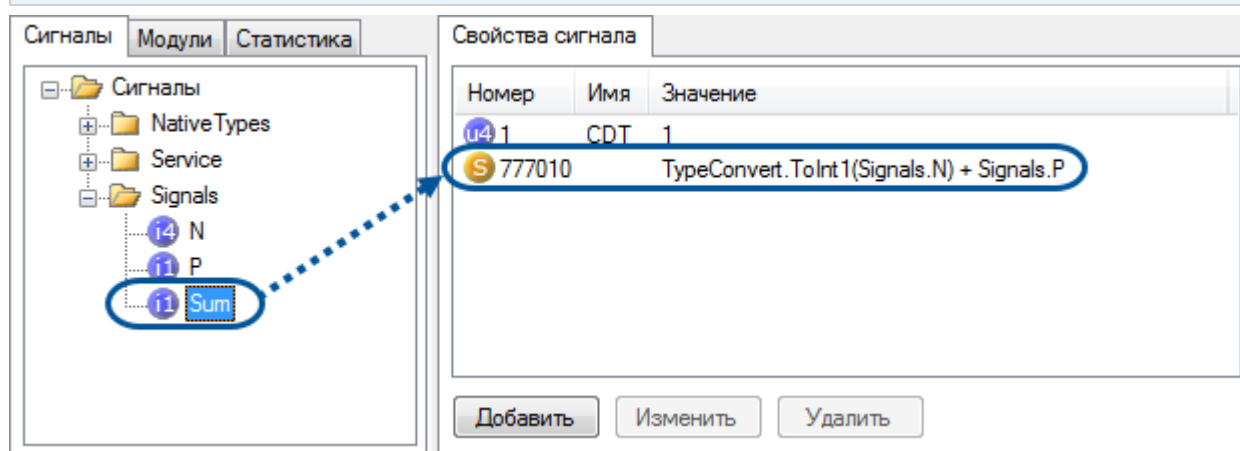 Сигналы Модули Статистика
Сигналы
NativeTypes
Service
Signals
i4 N
i1 P
i1 Sum
Свойства сигнала
Номер Имя Значение
u4 1 CDT 1
S 777010 TypeConvert.ToInt1(Signals.N) + Signals.P
Добавить Изменить Удалить